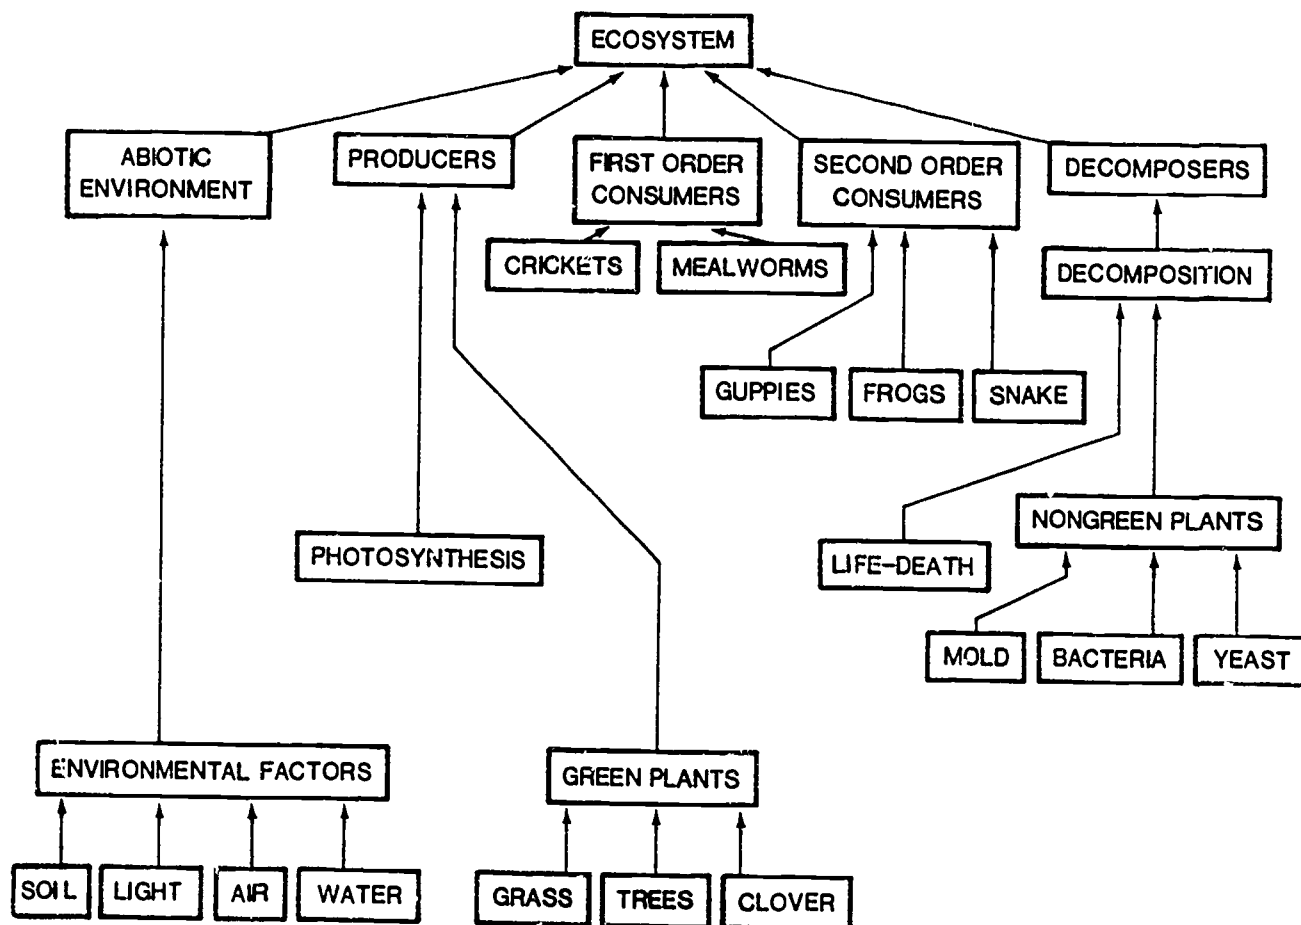 ECOSYSTEM
ABIOTIC
ENVIRONMENT
PRODUCERS
FIRST ORDER
CONSUMERS
SECOND ORDER
CONSUMERS
DECOMPOSERS
CRICKETS
MEALWORMS
DECOMPOSITION
GUPPIES
FROGS
SNAKE
PHOTOSYNTHESIS
LIFE-DEATH
NONGREEN PLANTS
MOLD
BACTERIA
YEAST
ENVIRONMENTAL FACTORS
GREEN PLANTS
SOIL
LIGHT
AIR
WATER
GRASS
TREES
CLOVER